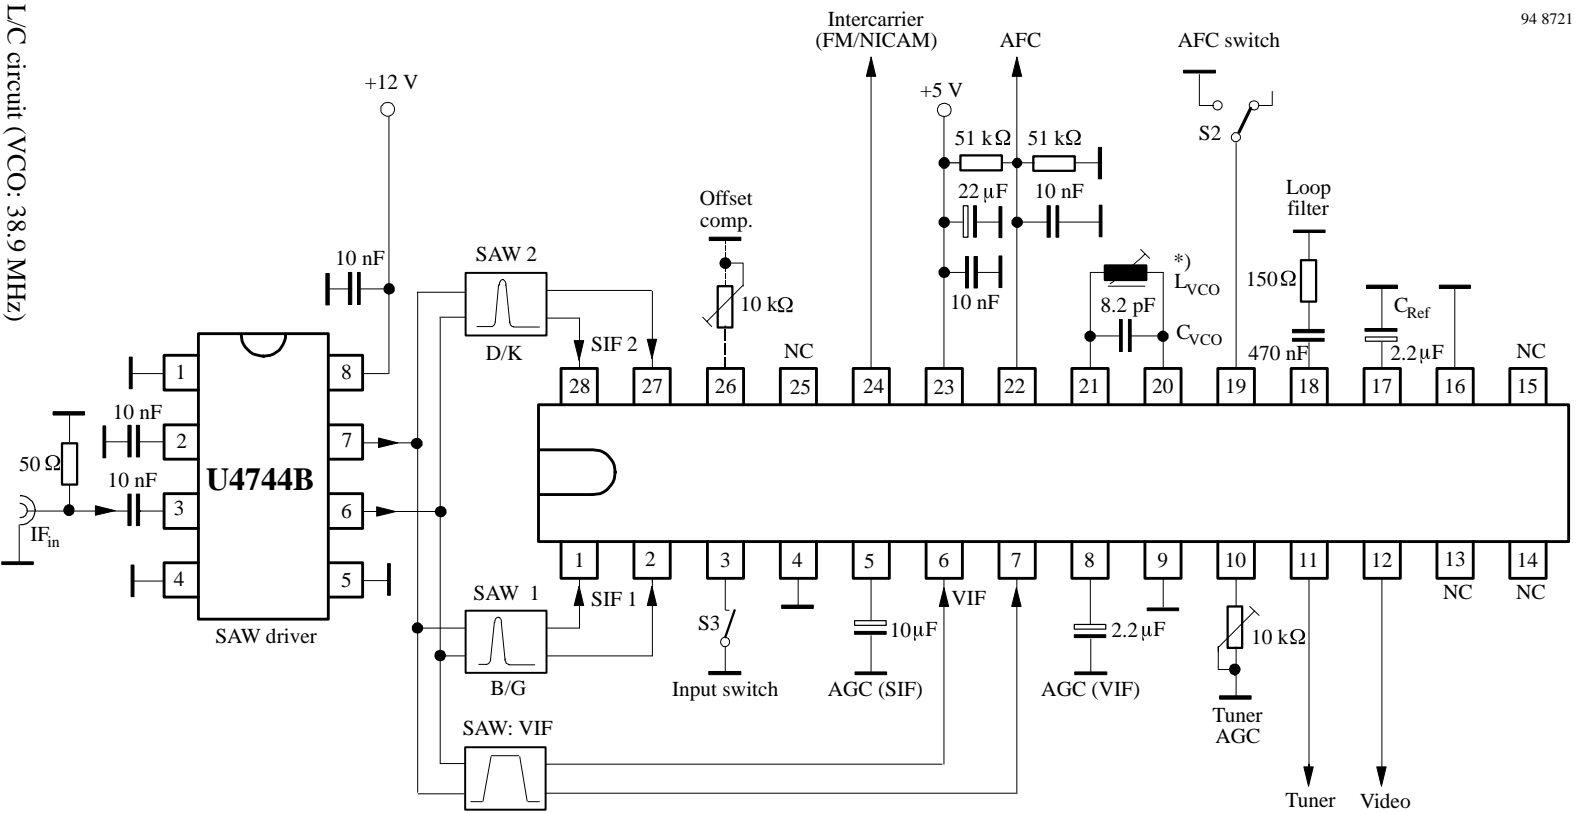 94 8721
L/C circuit (VCO: 38.9 MHz)
Intercarrier
(FM/NICAM)
AFC
AFC switch
+12 V
+5 V
S2
51 kΩ
51 kΩ
Offset
comp.
22 µF
10 nF
Loop
filter
10 nF
SAW 2
10 kΩ
10 nF
*)
LVCO
8.2 pF
CVCO
150 Ω
470 nF
CRef
2.2 µF
D/K
SIF 2
NC
NC
28
27
26
25
24
23
22
21
20
19
18
17
16
15
1
8
10 nF
2
7
50 Ω
10 nF
U4744B
3
6
IFin
4
5
SAW driver
1
2
3
4
5
6
7
8
9
10
11
12
13
14
SAW 1
SIF 1
VIF
NC
NC
S3
10 µF
2.2 µF
10 kΩ
B/G
Input switch
AGC (SIF)
AGC (VIF)
Tuner
AGC
SAW: VIF
Tuner
Video